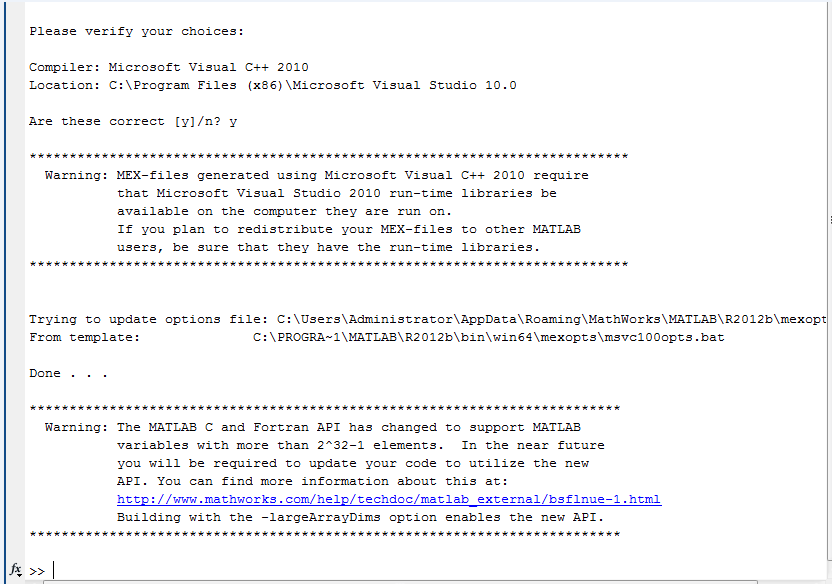 Please verify your choices:
Compiler: Microsoft Visual C++ 2010
Location: C:\Program Files (x86)\Microsoft Visual Studio 10.0
Are these correct [y]/n? y
***************************************************************************
Warning: MEX-files generated using Microsoft Visual C++ 2010 require
that Microsoft Visual Studio 2010 run-time libraries be
available on the computer they are run on.
If you plan to redistribute your MEX-files to other MATLAB
users, be sure that they have the run-time libraries.
***************************************************************************
Trying to update options file: C:\Users\Administrator\AppData\Roaming\MathWorks\MATLAB\R2012b\mexopt
From template: C:\PROGRA~1\MATLAB\R2012b\bin\win64\mexopts\msvc100opts.bat
Done . . .
**************************************************************************
Warning: The MATLAB C and Fortran API has changed to support MATLAB
variables with more than 2^32-1 elements. In the near future
you will be required to update your code to utilize the new
API. You can find more information about this at:
http://www.mathworks.com/help/techdoc/matlab_external/bsflnue-1.html
Building with the -largeArrayDims option enables the new API.
**************************************************************************
fx >>